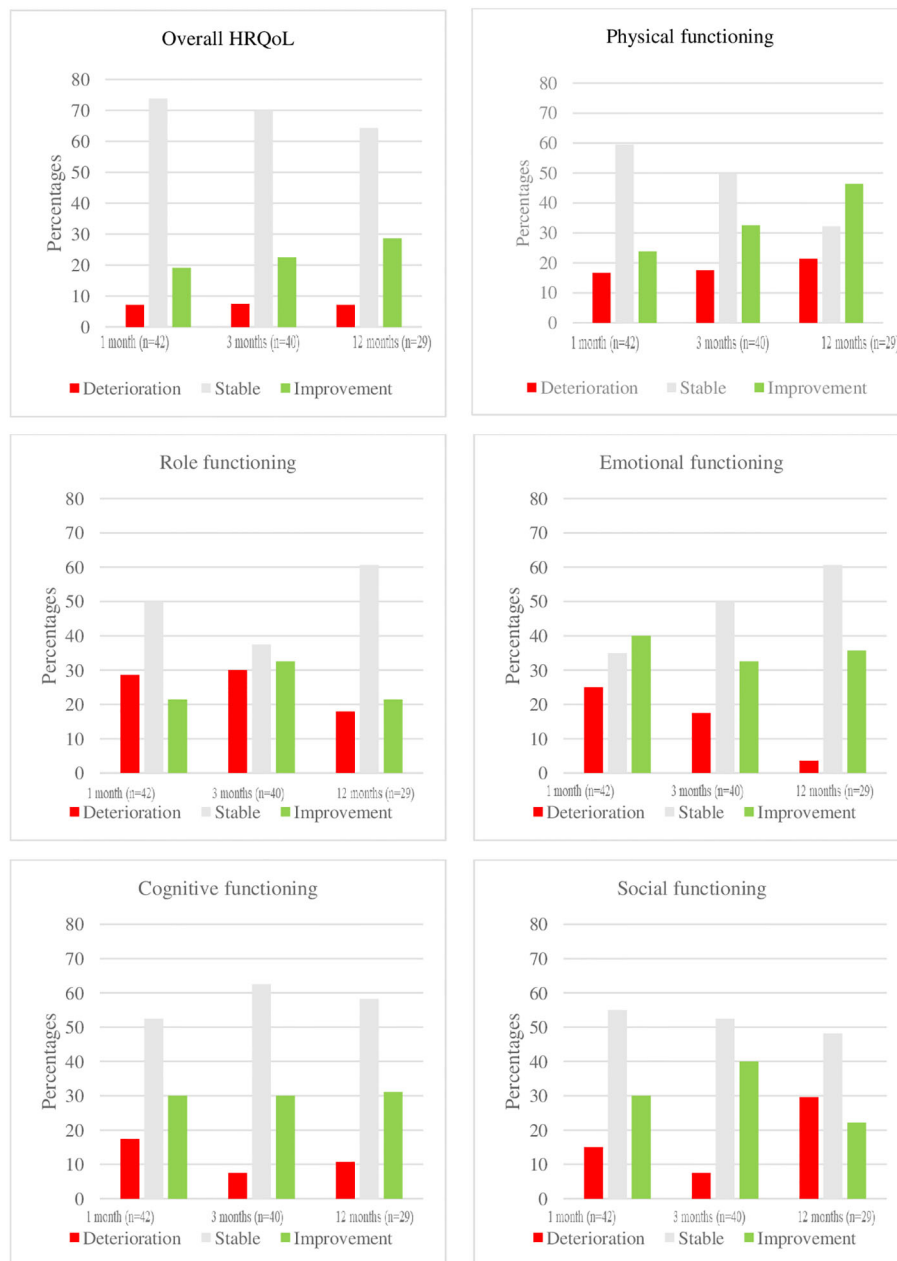 Overall HRQoL
80
70
60
50
40
30
20
10
0
Percentages
1 month (n=42) 3 months (n=40) 12 months (n=29)
Deterioration Stable Improvement
Physical functioning
80
70
60
50
40
30
20
10
0
Percentages
1 month (n=42) 3 months (n=40) 12 months (n=29)
Deterioration Stable Improvement
Role functioning
80
70
60
50
40
30
20
10
0
Percentages
1 month (n=42) 3 months (n=40) 12 months (n=29)
Deterioration Stable Improvement
Emotional functioning
80
70
60
50
40
30
20
10
0
Percentages
1 month (n=42) 3 months (n=40) 12 months (n=29)
Deterioration Stable Improvement
Cognitive functioning
80
70
60
50
40
30
20
10
0
Percentages
1 month (n=42) 3 months (n=40) 12 months (n=29)
Deterioration Stable Improvement
Social functioning
80
70
60
50
40
30
20
10
0
Percentages
1 month (n=42) 3 months (n=40) 12 months (n=29)
Deterioration Stable Improvement